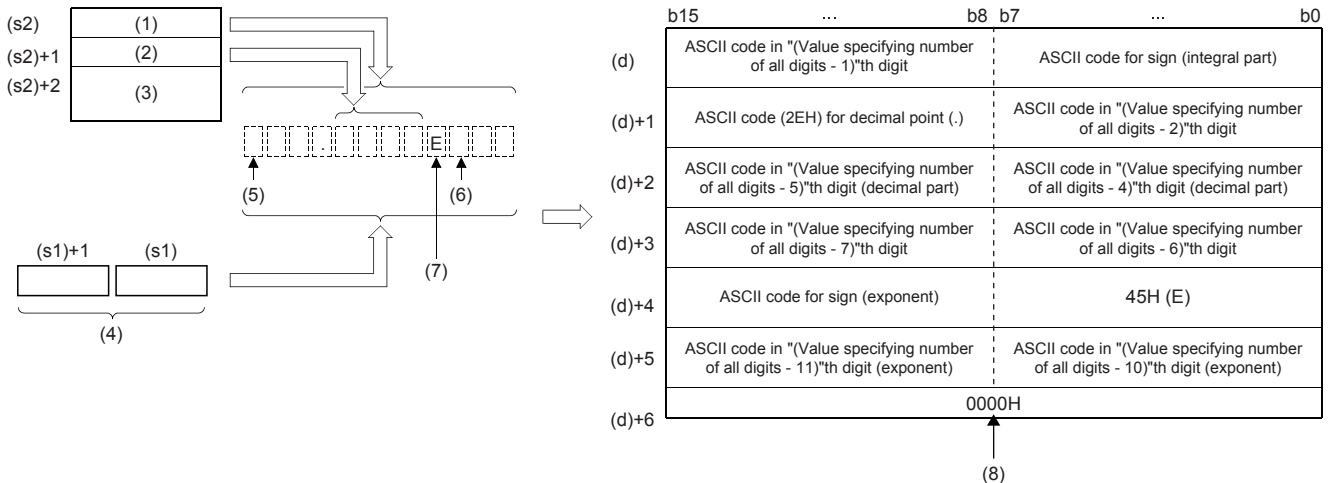 (s2)
(1)
(s2)+1
(2)
(s2)+2
(3)
.
E
(5)
(6)
(7)
(s1)+1
(s1)
(4)
b15
...
b8
b7
...
b0
(d)
ASCII code in "(Value specifying number
of all digits - 1)"th digit
ASCII code for sign (integral part)
(d)+1
ASCII code (2EH) for decimal point (.)
ASCII code in "(Value specifying number
of all digits - 2)"th digit
(d)+2
ASCII code in "(Value specifying number
of all digits - 5)"th digit (decimal part)
ASCII code in "(Value specifying number
of all digits - 4)"th digit (decimal part)
(d)+3
ASCII code in "(Value specifying number
of all digits - 7)"th digit
ASCII code in "(Value specifying number
of all digits - 6)"th digit
(d)+4
ASCII code for sign (exponent)
45H (E)
(d)+5
ASCII code in "(Value specifying number
of all digits - 11)"th digit (exponent)
ASCII code in "(Value specifying number
of all digits - 10)"th digit (exponent)
(d)+6
0000H
(8)